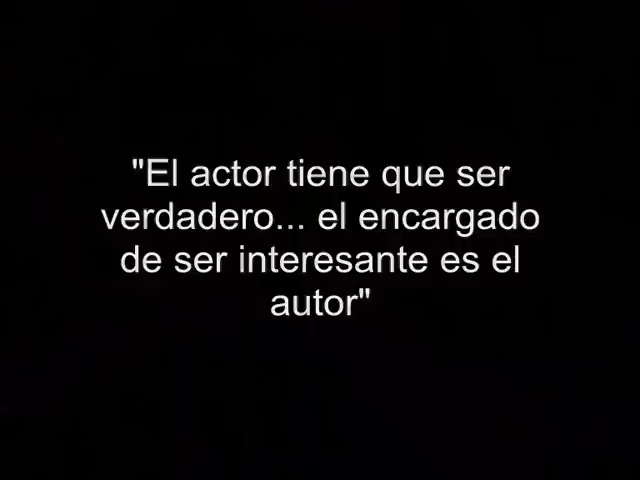 "El actor tiene que ser
verdadero... el encargado
de ser interesante es el
autor"